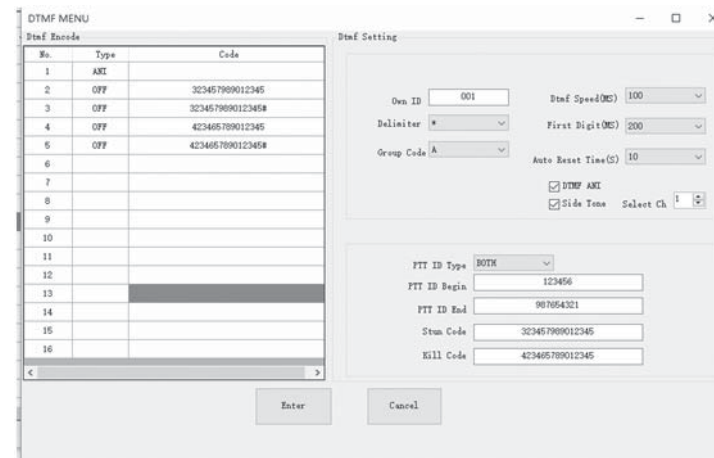 DTMF MENU
Dtmf Encode
No. Type Code
1 ANI
2 OFF 323457989012345
3 OFF 323457989012345#
4 OFF 423465789012345
5 OFF 423465789012345#
6
7
8
9
10
11
12
13
14
15
16
Dtmf Setting
Own ID 001
Delimiter *
Group Code A
Dtmf Speed(MS) 100
First Digit(MS) 200
Auto Reset Time(S) 10
DTMF ANI
Side Tone Select Ch 1
PTT ID Type BOTH
PTT ID Begin 123456
PTT ID End 987654321
Stun Code 323457989012345
Kill Code 423465789012345
Enter Cancel